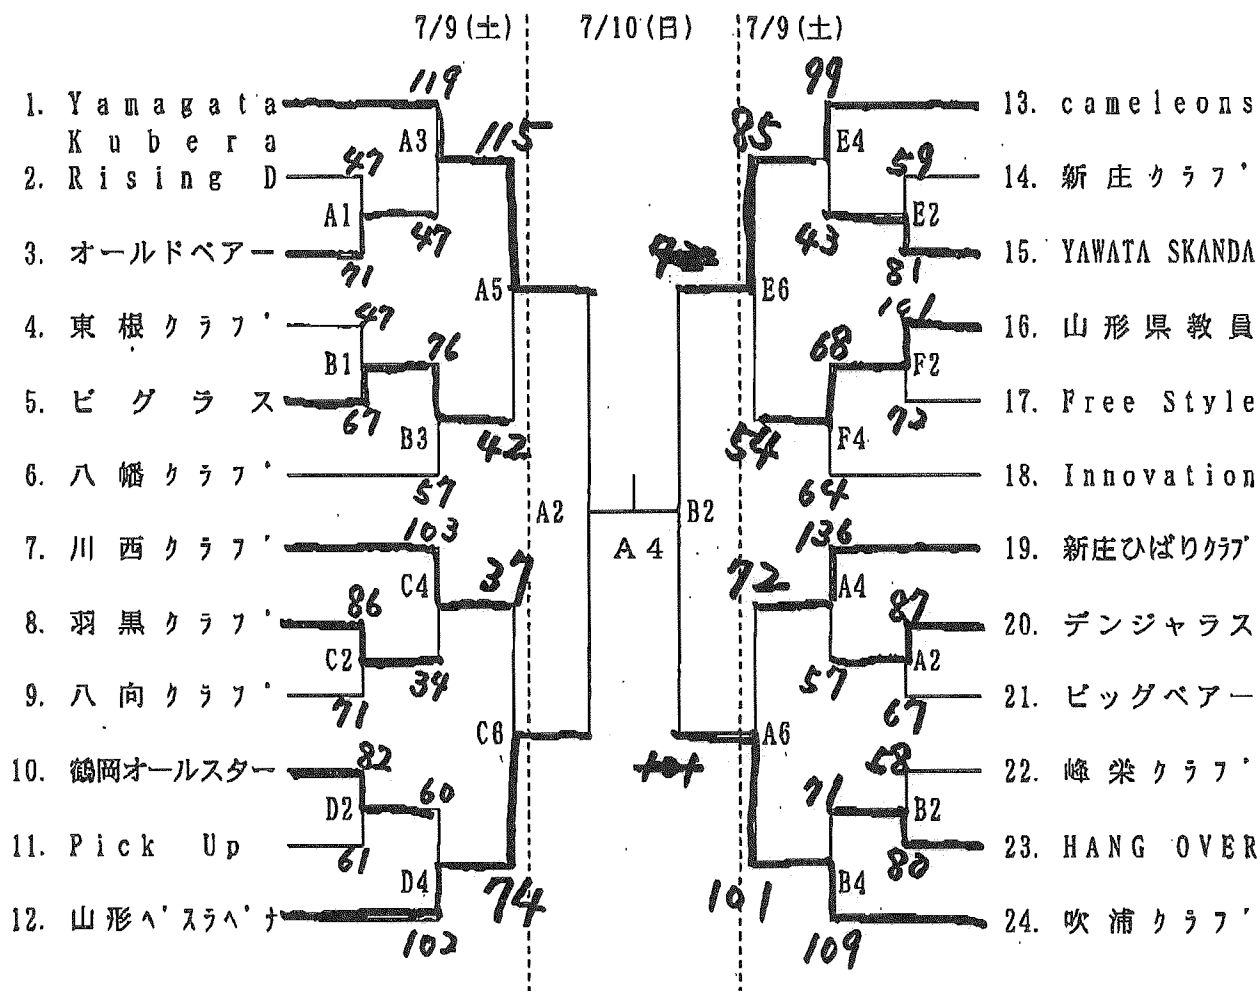 7/9(土) 7/10(日) 7/9(土)
119
99
1. Yamagata
Kubera
A3
115
85
E4
13. cameleons
2. Rising D
47
59
14. 新庄クラブ
A1
E2
47
43
3. オールドベアー
71
81
15. YAWATA SKANDA
A5
E6
4. 東根クラブ
47
101
16. 山形県教員
B1
76
68
F2
5. ビグラス
67
72
17. Free Style
B3
42
54
F4
6. 八幡クラブ
57
64
18. Innovation
A2
B2
A4
103
136
7. 川西クラブ
19. 新庄ひばりクラブ
C4
37
72
A4
8. 羽黒クラブ
86
87
20. デンジャラス
C2
34
57
A2
9. 八向クラブ
71
67
21. ビッグベアー
C6
A6
101
10. 鶴岡オールスター
82
58
22. 峰栄クラブ
D2
60
71
B2
11. Pick Up
61
80
23. HANG OVER
D4
74
101
B4
12. 山形ベスラペナ
102
109
24. 吹浦クラブ